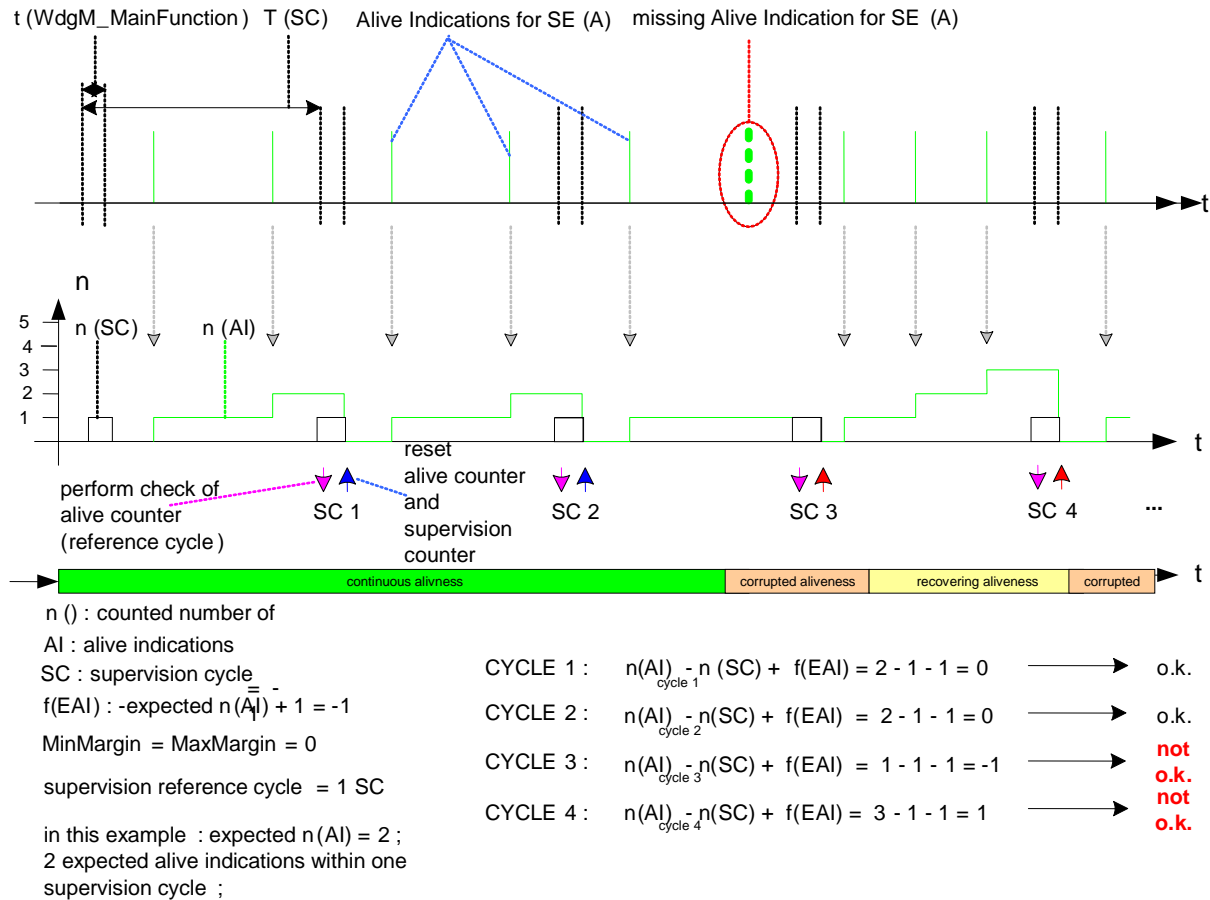 t (WdgM_MainFunction) T (SC) Alive Indications for SE (A) missing Alive Indication for SE (A)
t
n
5
4
3
2
1
n (SC) n (AI)
t
perform check of
alive counter
(reference cycle)
reset
alive counter
and
supervision
counter
SC 1 SC 2 SC 3 SC 4 ...
continuous alivness corrupted aliveness recovering aliveness corrupted
t
n () : counted number of
AI : alive indications
SC : supervision cycle
= -
1
f(EAI) : -expected n (AI) + 1 = -1
MinMargin = MaxMargin = 0
supervision reference cycle = 1 SC
in this example : expected n(AI) = 2 ;
2 expected alive indications within one
supervision cycle ;
CYCLE 1 : n(AI) cycle 1 - n (SC) + f(EAI) = 2 - 1 - 1 = 0 o.k.
CYCLE 2 : n(AI) cycle 2 - n(SC) + f(EAI) = 2 - 1 - 1 = 0 o.k.
CYCLE 3 : n(AI) cycle 3 - n(SC) + f(EAI) = 1 - 1 - 1 = -1 not o.k.
CYCLE 4 : n(AI) cycle 4 - n(SC) + f(EAI) = 3 - 1 - 1 = 1 not o.k.